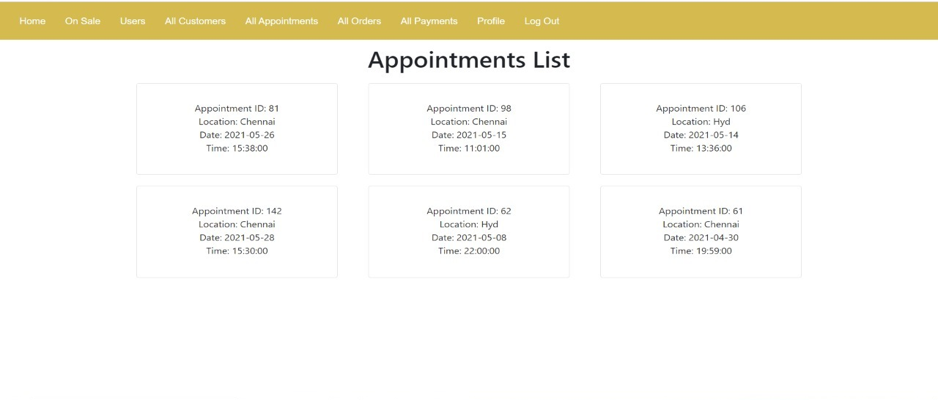 Home On Sale Users All Customers All Appointments All Orders All Payments Profile Log Out
Appointments List
Appointment ID: 81
Location: Chennai
Date: 2021-05-26
Time: 15:38:00
Appointment ID: 98
Location: Chennai
Date: 2021-05-15
Time: 11:01:00
Appointment ID: 106
Location: Hyd
Date: 2021-05-14
Time: 13:36:00
Appointment ID: 142
Location: Chennai
Date: 2021-05-28
Time: 15:30:00
Appointment ID: 62
Location: Hyd
Date: 2021-05-08
Time: 22:00:00
Appointment ID: 61
Location: Chennai
Date: 2021-04-30
Time: 19:59:00